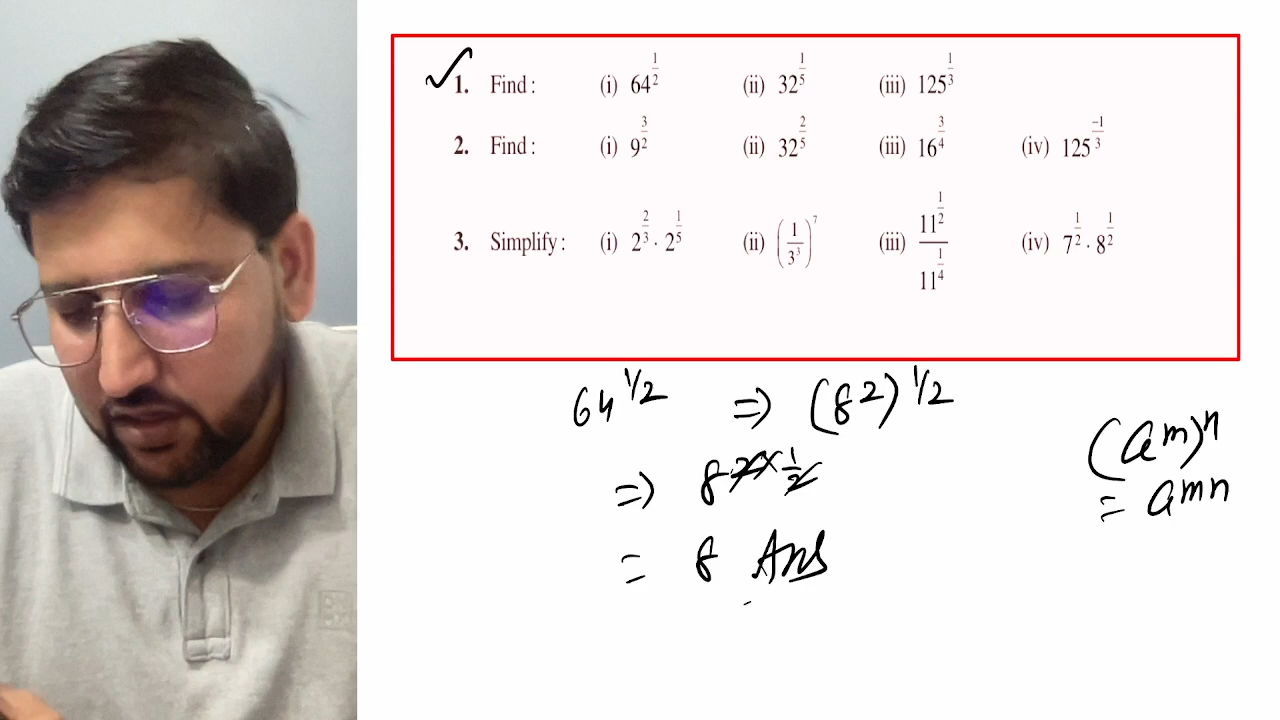 1. Find : (i) 64^{1/2} (ii) 32^{1/5} (iii) 125^{1/3}
2. Find : (i) 9^{3/2} (ii) 32^{2/5} (iii) 16^{3/4} (iv) 125^{-1/3}
3. Simplify : (i) 2^{2/3} · 2^{1/5} (ii) (1/3^3)^7 (iii) 11^{1/2}/11^{1/4} (iv) 7^{1/2} · 8^{1/2}
64^{1/2} ⇒ (8^2)^{1/2}
⇒ 8^{2×1/2}
= 8 Ans
(a^m)^n
= a^{mn}